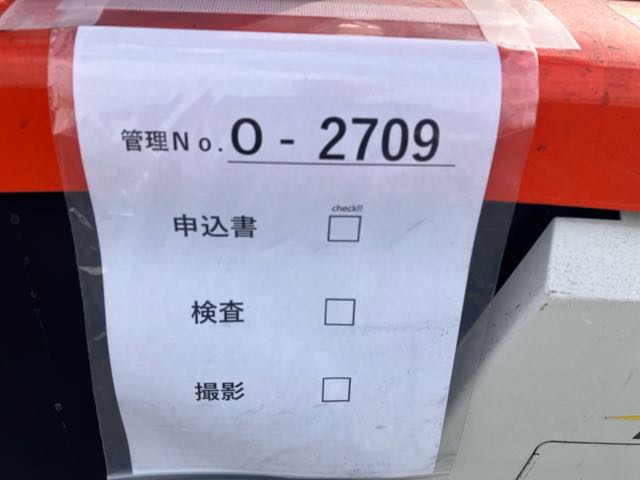 管理No. O - 2709
check!!
申込書 □
検査 □
撮影 □